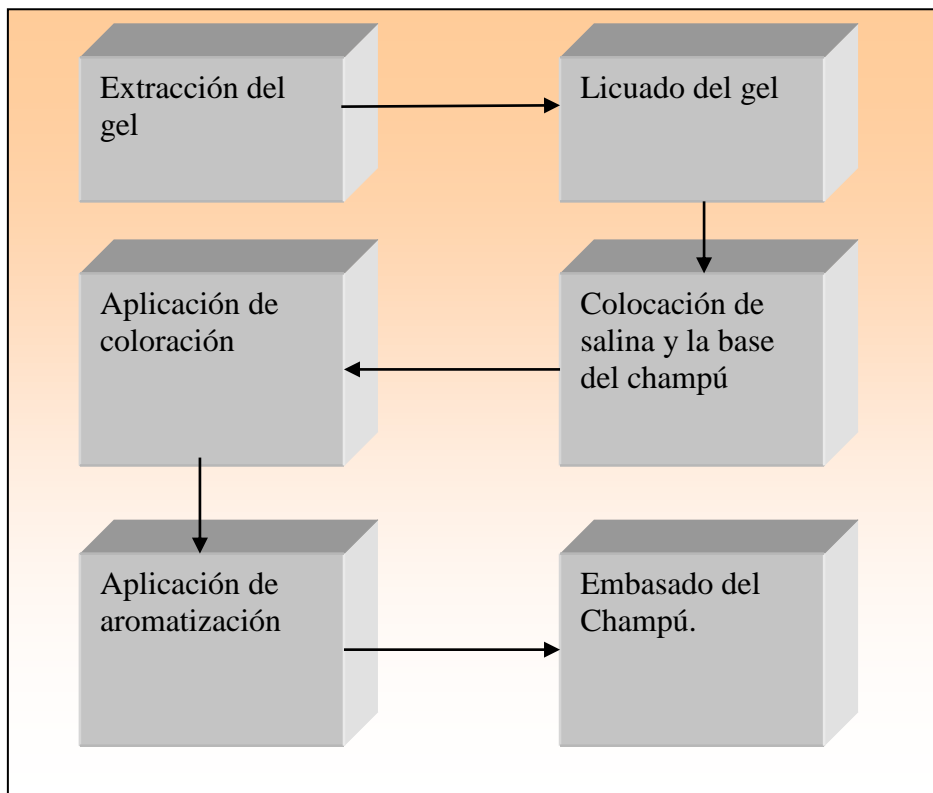 Extracción del
gel
Licuado del gel
Colocación de
salina y la base
del champú
Aplicación de
coloración
Aplicación de
aromatización
Embasado del
Champú.